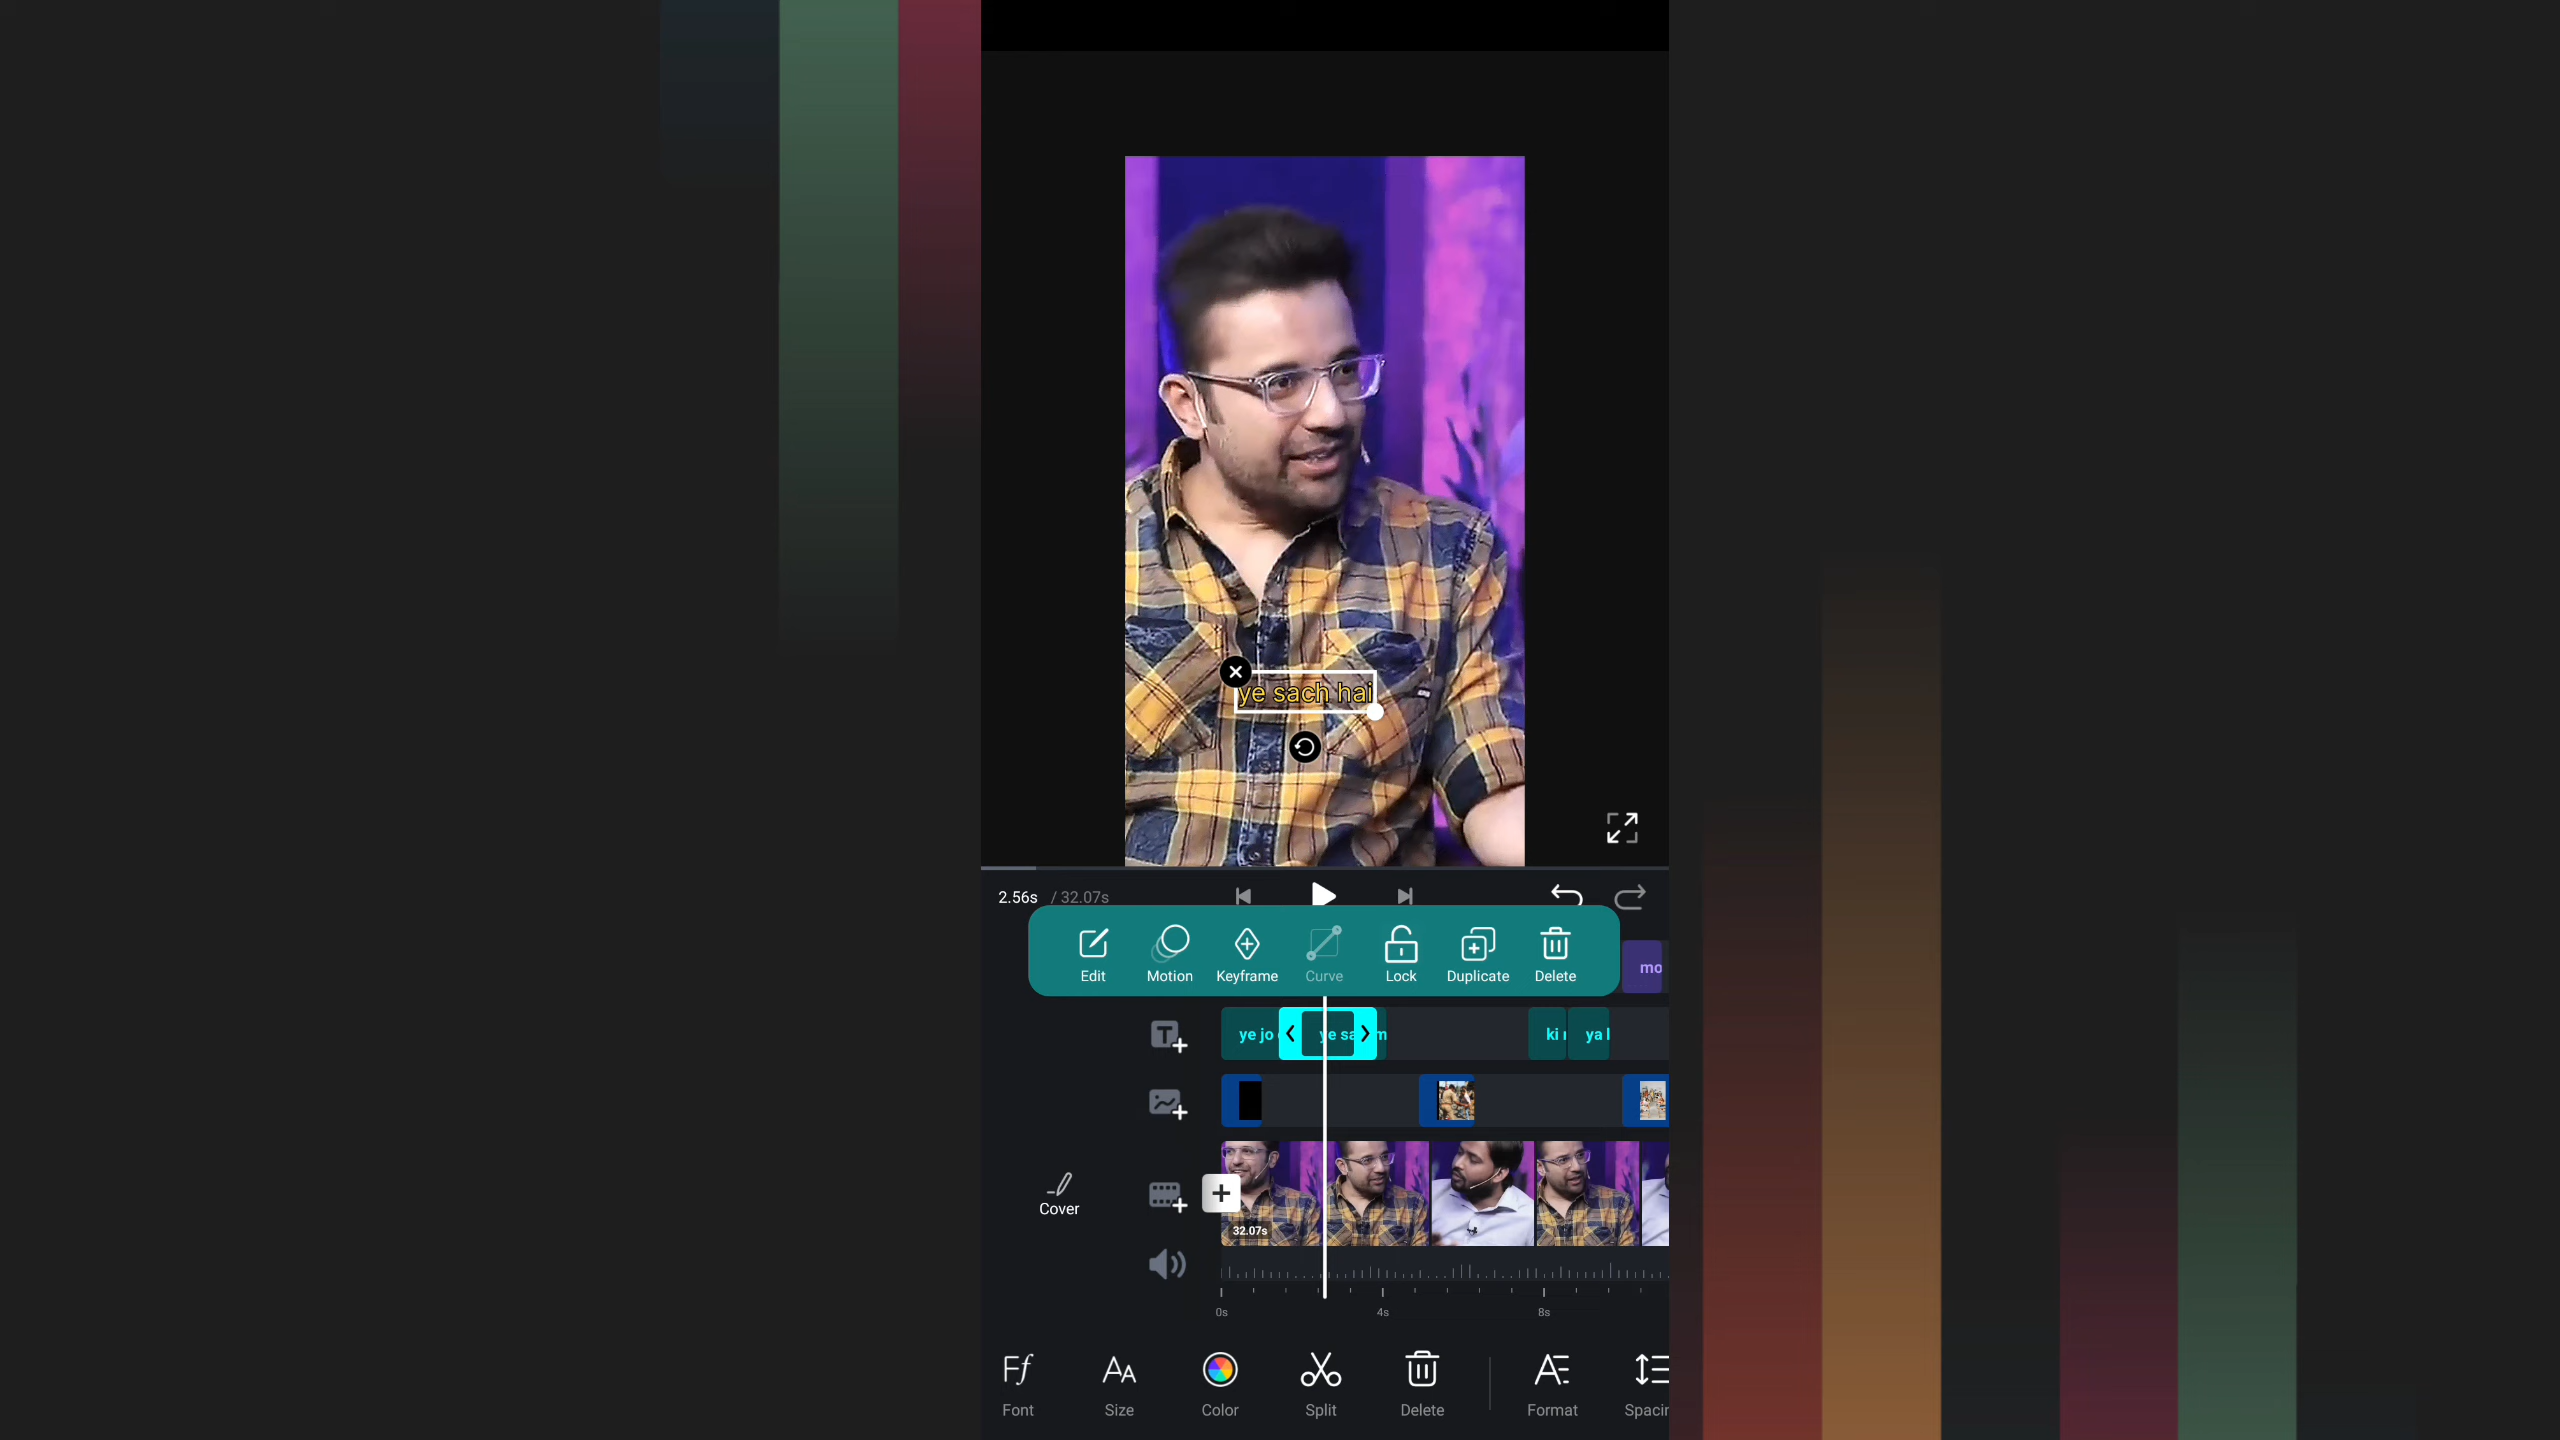 ye sach hai
2.56s / 32.07s
Edit Motion Keyframe Curve Lock Duplicate Delete
mo
ye jo ye sa m ki ya l
Cover
32.07s
0s 4s 8s
Font Size Color Split Delete Format Spacin